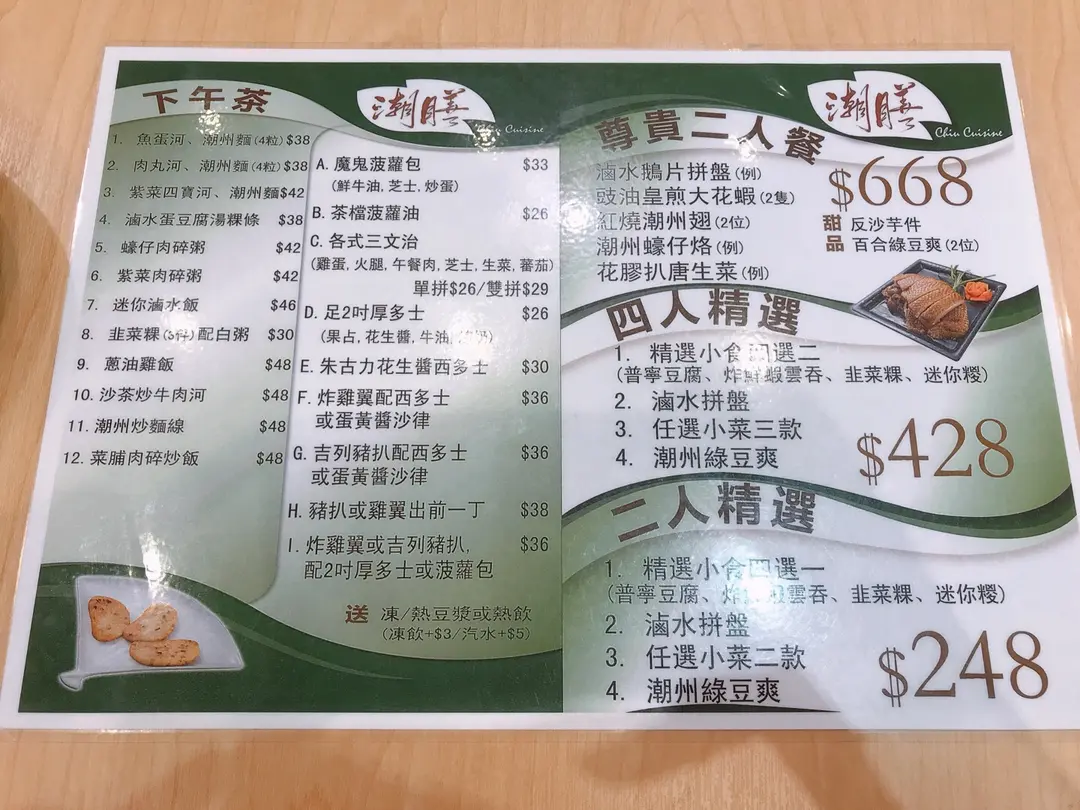 下午茶
1. 魚蛋河、潮州麵(4粒)$38
2. 肉丸河、潮州麵(4粒)$38
3. 紫菜四寶河、潮州麵$42
4. 滷水蛋豆腐湯粿條 $38
5. 蠔仔肉碎粥 $42
6. 紫菜肉碎粥 $42
7. 迷你滷水飯 $46
8. 韭菜粿(3件)配白粥 $30
9. 蔥油雞飯 $48
10. 沙茶炒牛肉河 $48
11. 潮州炒麵線 $48
12. 菜脯肉碎炒飯 $48
潮膳
Chiu Cuisine
A. 魔鬼菠蘿包 $33
(鮮牛油, 芝士, 炒蛋)
B. 茶檔菠蘿油 $26
C. 各式三文治
(雞蛋, 火腿, 午餐肉, 芝士, 生菜, 蕃茄)
單拼$26/雙拼$29
D. 足2吋厚多士 $26
(果占, 花生醬, 牛油, 奶)
E. 朱古力花生醬西多士 $30
F. 炸雞翼配西多士 $36
或蛋黃醬沙律
G. 吉列豬扒配西多士 $36
或蛋黃醬沙律
H. 豬扒或雞翼出前一丁 $38
I. 炸雞翼或吉列豬扒, $36
配2吋厚多士或菠蘿包
送 凍/熱豆漿或熱飲
(凍飲+$3/汽水+$5)
潮膳
Chiu Cuisine
尊貴二人餐
$668
滷水鵝片拼盤(例)
豉油皇煎大花蝦(2隻)
紅燒潮州翅(2位)
潮州蠔仔烙(例)
花膠扒唐生菜(例)
甜品
反沙芋件
百合綠豆爽(2位)
四人精選
1. 精選小食四選二
(普寧豆腐、炸鮮蝦雲吞、韭菜粿、迷你糉)
2. 滷水拼盤
3. 任選小菜三款
4. 潮州綠豆爽
$428
二人精選
1. 精選小食四選一
(普寧豆腐、炸蝦雲吞、韭菜粿、迷你糉)
2. 滷水拼盤
3. 任選小菜二款
4. 潮州綠豆爽
$248